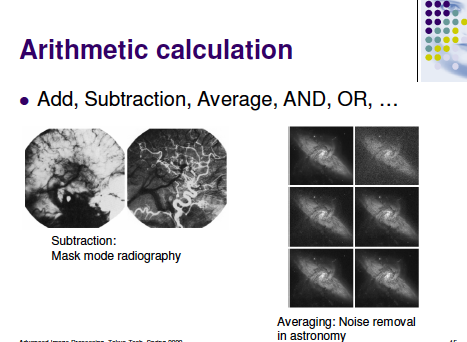 Arithmetic calculation
● Add, Subtraction, Average, AND, OR, …
Subtraction:
Mask mode radiography
Averaging: Noise removal
in astronomy